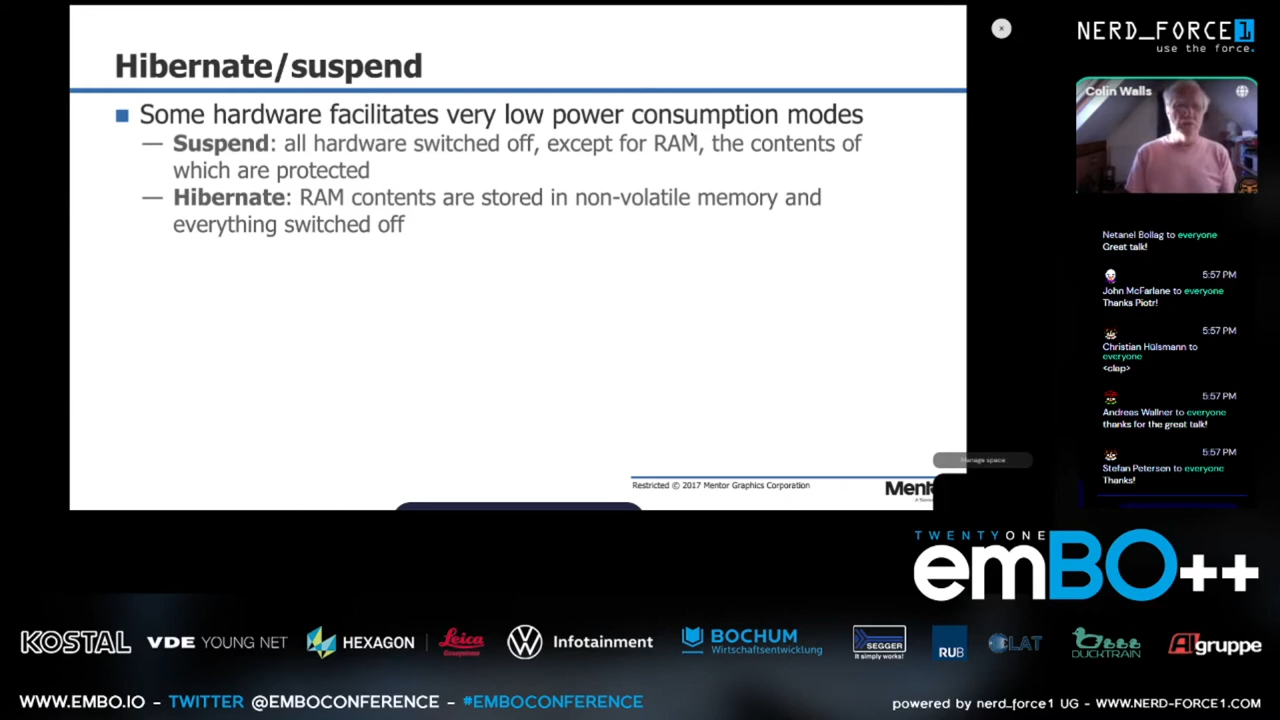 Hibernate/suspend
Some hardware facilitates very low power consumption modes
— Suspend: all hardware switched off, except for RAM, the contents of
which are protected
— Hibernate: RAM contents are stored in non-volatile memory and
everything switched off
Restricted © 2017 Mentor Graphics Corporation
Ment
Manage space
NERD_FORCE1
use the force.
Colin Walls
Netanel Bollag to everyone
Great talk!
5:57 PM
John McFarlane to everyone
Thanks Piotr!
5:57 PM
Christian Hülsmann to
everyone
<clap>
5:57 PM
Andreas Wallner to everyone
thanks for the great talk!
5:57 PM
Stefan Petersen to everyone
Thanks!
TWENTYONE
emBO++
KOSTAL
VDE YOUNG NET
HEXAGON
Leica
Geosystems
Infotainment
BOCHUM
Wirtschaftsentwicklung
SEGGER
It simply works!
RUB
LAT
DUCKTRAIN
AIgruppe
WWW.EMBO.IO - TWITTER @EMBOCONFERENCE - #EMBOCONFERENCE
powered by nerd_force1 UG - WWW.NERD-FORCE1.COM